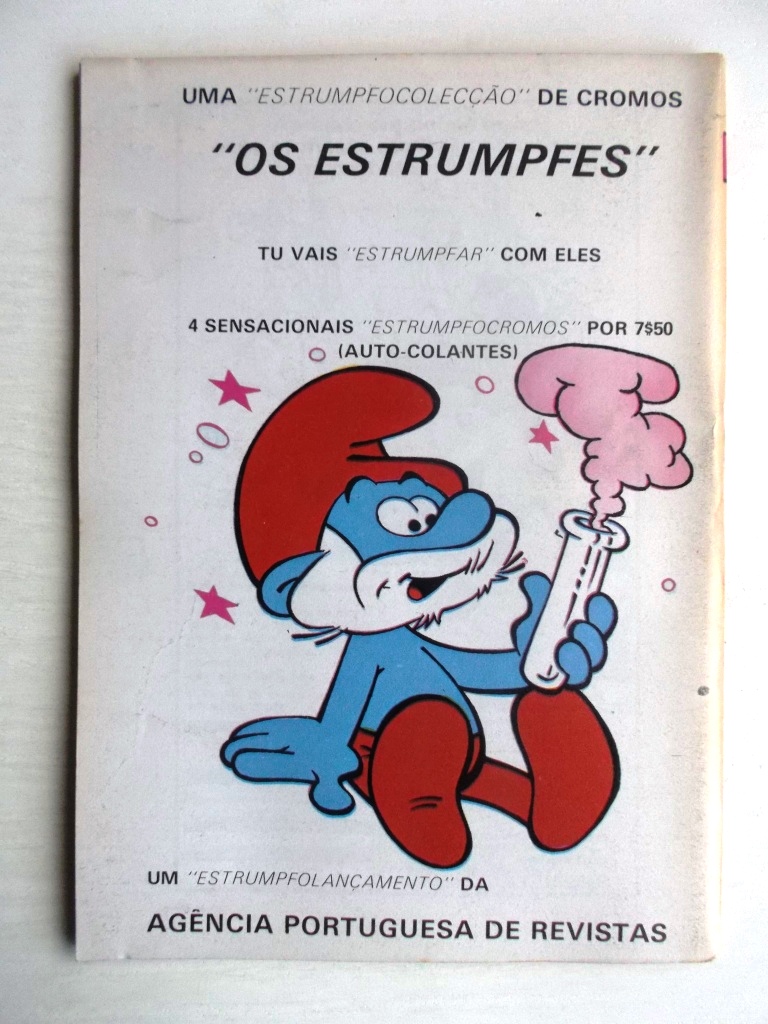 UMA "ESTRUMPFOCOLECÇÃO" DE CROMOS
"OS ESTRUMPFES"
TU VAIS "ESTRUMPFAR" COM ELES
4 SENSACIONAIS "ESTRUMPFOCROMOS" POR 7$50
(AUTO-COLANTES)
UM "ESTRUMPFOLANÇAMENTO" DA
AGÊNCIA PORTUGUESA DE REVISTAS